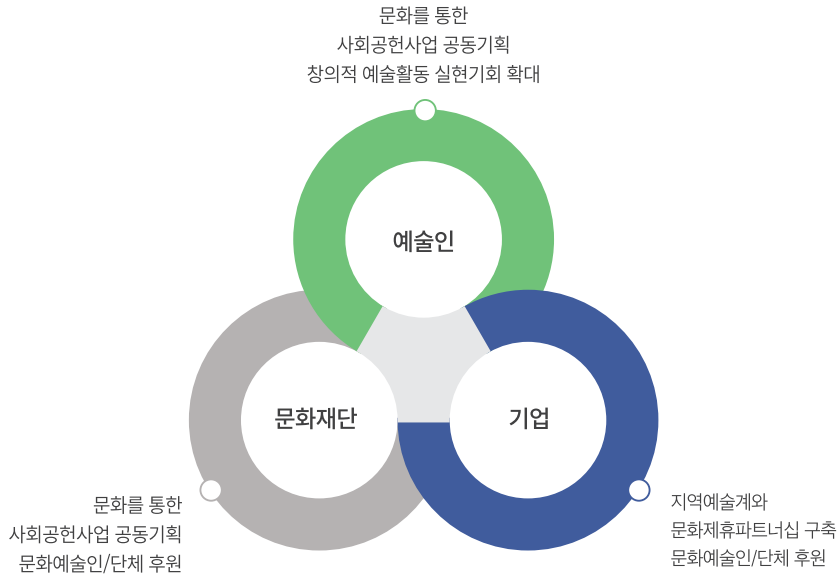 문화를 통한
사회공헌사업 공동기획
창의적 예술활동 실현기회 확대
예술인
문화재단
기업
문화를 통한
사회공헌사업 공동기획
문화예술인/단체 후원
지역예술계와
문화제휴파트너십 구축
문화예술인/단체 후원